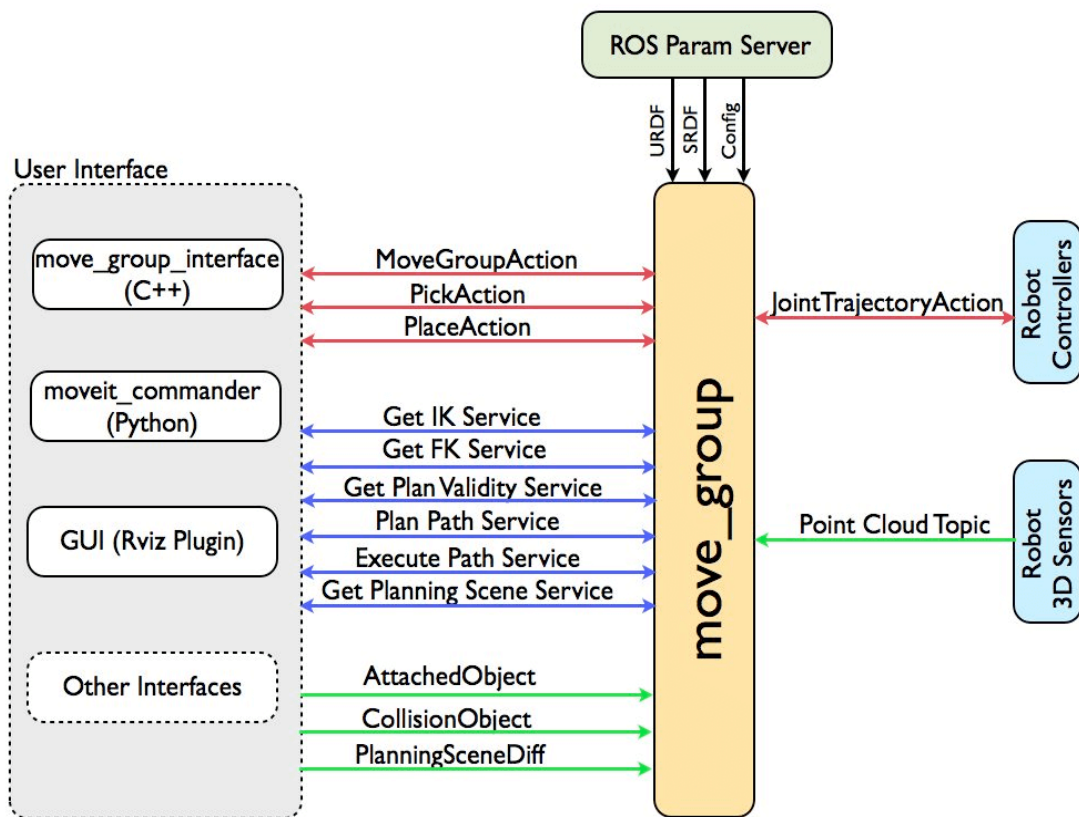 ROS Param Server
URDF
SRDF
Config
User Interface
move_group_interface
(C++)
moveit_commander
(Python)
GUI (Rviz Plugin)
Other Interfaces
MoveGroupAction
PickAction
PlaceAction
Get IK Service
Get FK Service
Get Plan Validity Service
Plan Path Service
Execute Path Service
Get Planning Scene Service
AttachedObject
CollisionObject
PlanningSceneDiff
move_group
JointTrajectoryAction
Robot
Controllers
Point Cloud Topic
Robot
3D Sensors